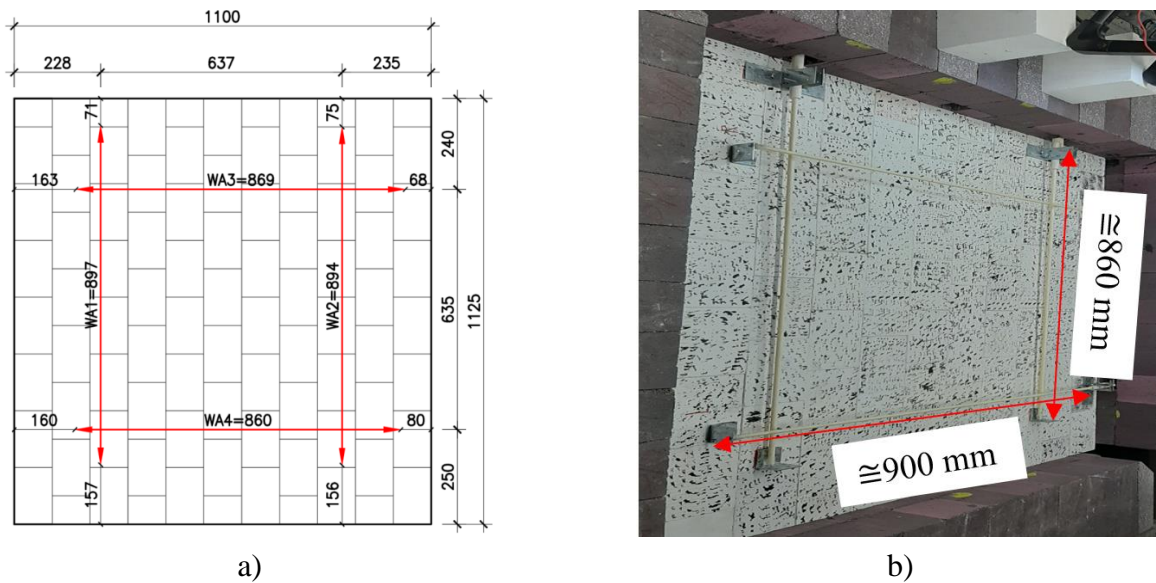 1100
228 637 235
71 75
240
163 WA3=869 68
WA1=897 WA2=894
635 1125
160 WA4=860 80
250
157 156
≅860 mm
≅900 mm
a) b)